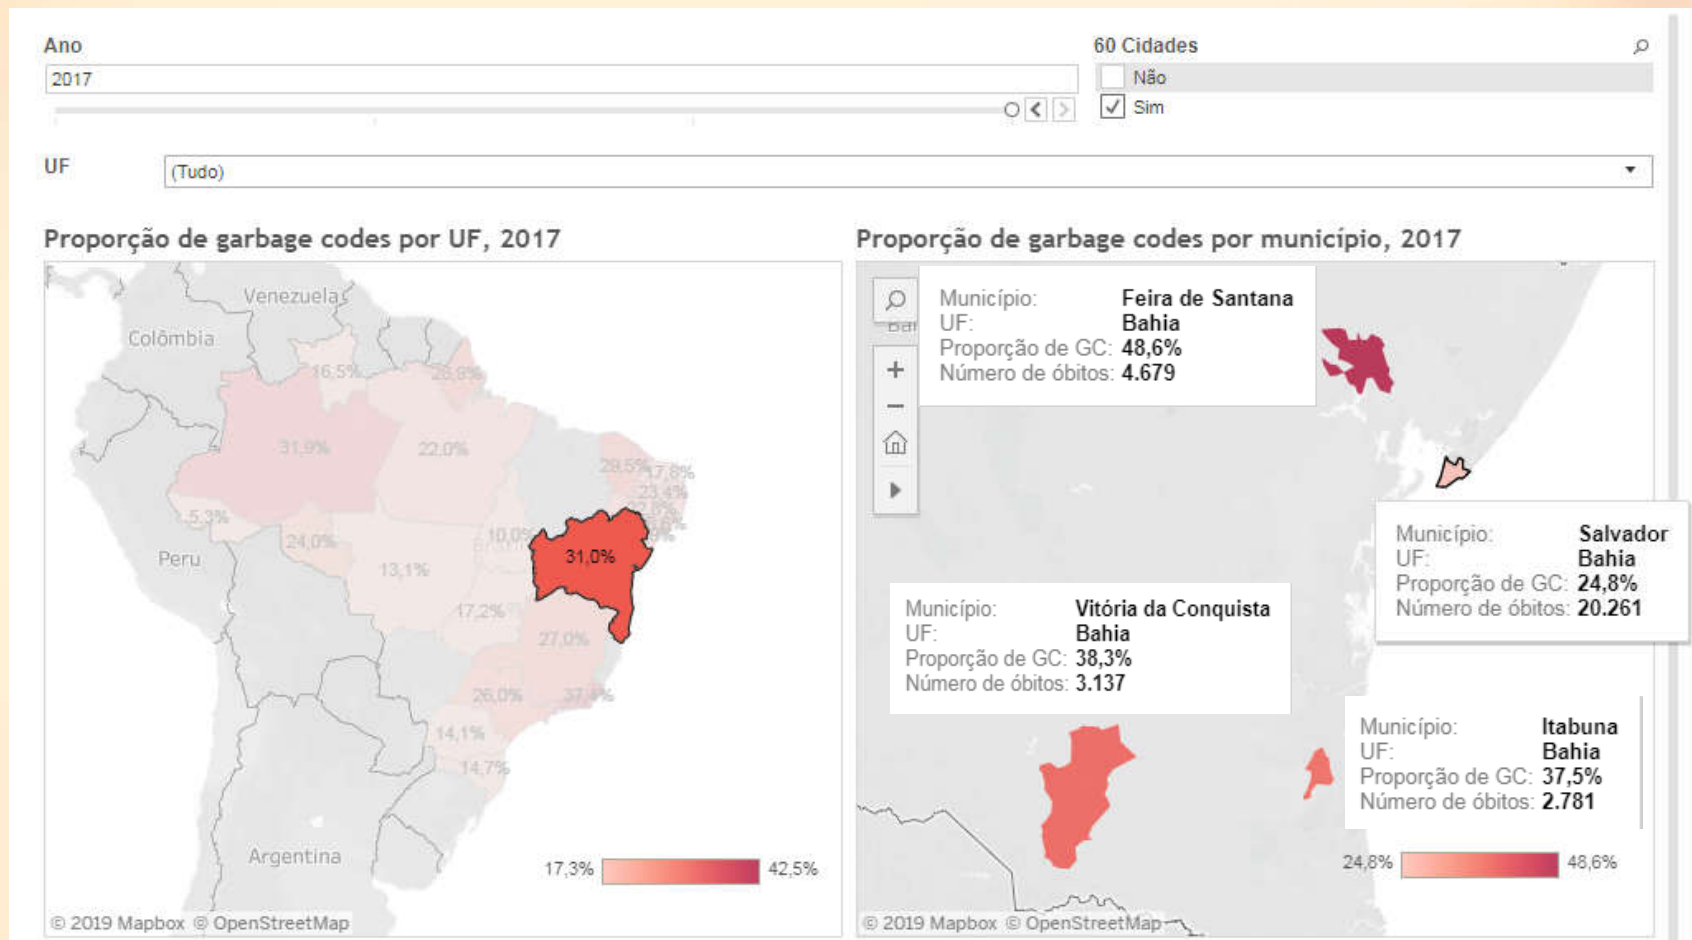 Ano
2017
60 Cidades
Não
Sim
UF
(Tudo)
Proporção de garbage codes por UF, 2017
Venezuela
Colômbia
16,5%
31,9%
22,0%
29,5%
17,8%
23,4%
5,3%
24,0%
10,0%
31,0%
Peru
13,1%
17,2%
27,0%
26,0%
14,1%
14,7%
Argentina
17,3%
42,5%
© 2019 Mapbox © OpenStreetMap
Proporção de garbage codes por município, 2017
Município: Feira de Santana
UF: Bahia
Proporção de GC: 48,6%
Número de óbitos: 4.679
Município: Salvador
UF: Bahia
Proporção de GC: 24,8%
Número de óbitos: 20.261
Município: Vitória da Conquista
UF: Bahia
Proporção de GC: 38,3%
Número de óbitos: 3.137
Município: Itabuna
UF: Bahia
Proporção de GC: 37,5%
Número de óbitos: 2.781
24,8%
48,6%
© 2019 Mapbox © OpenStreetMap